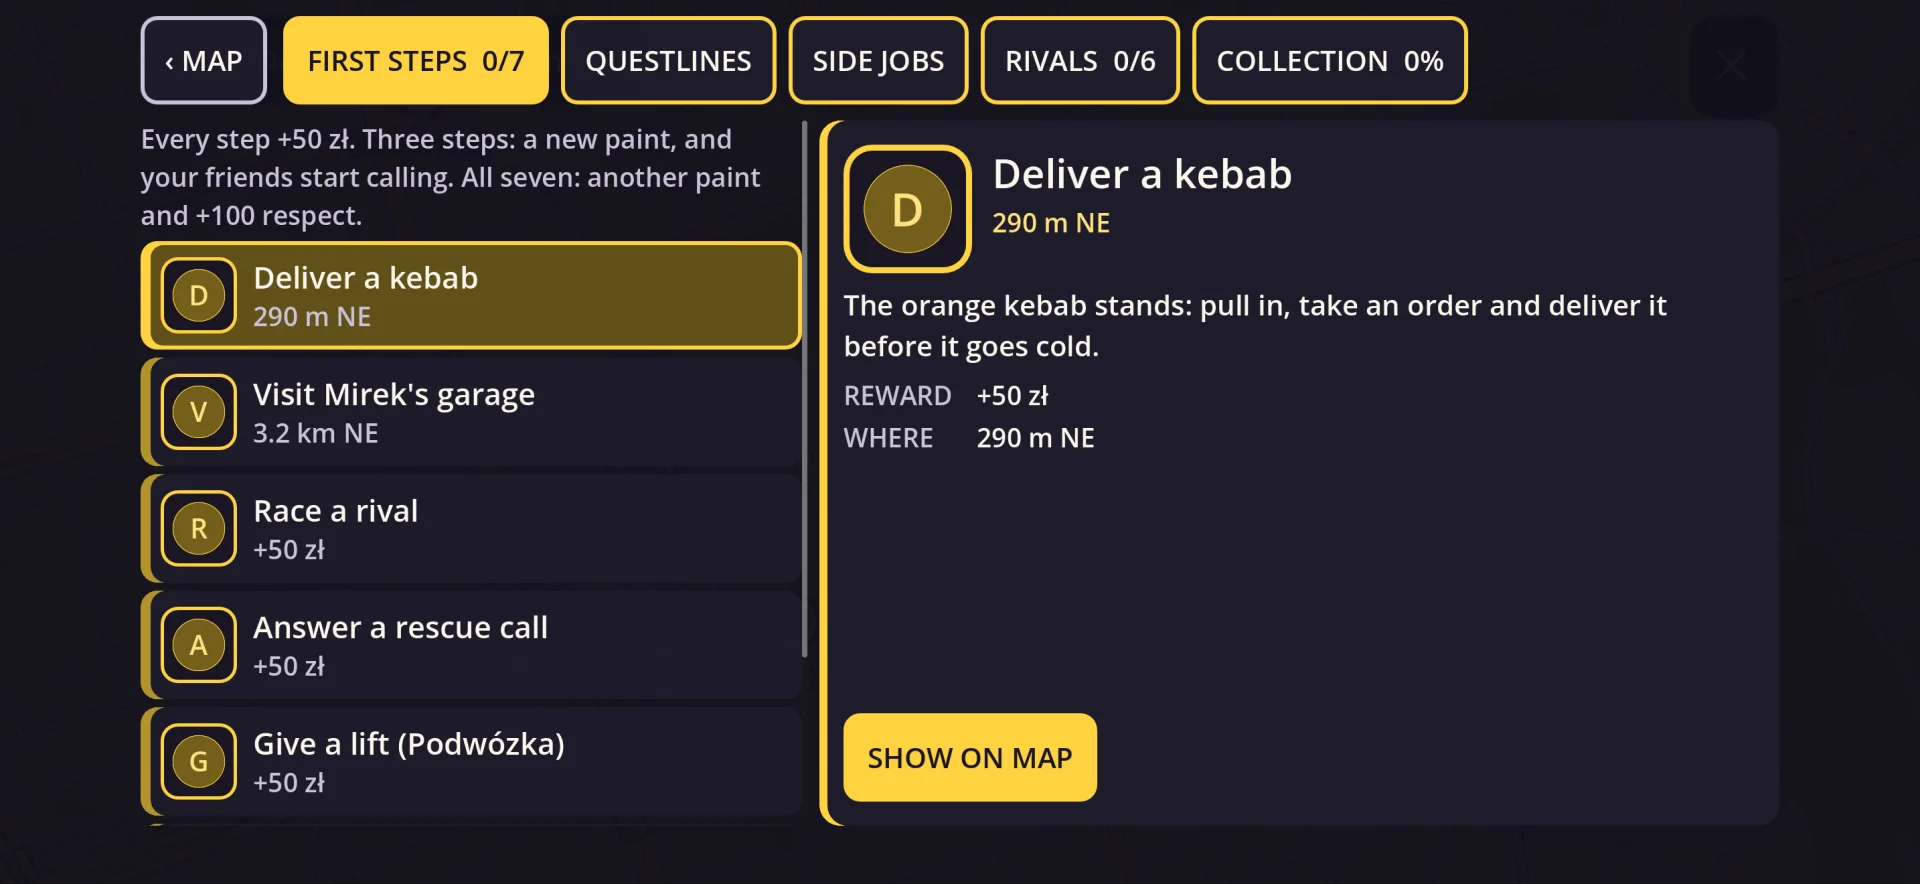 ‹ MAP
FIRST STEPS 0/7
QUESTLINES
SIDE JOBS
RIVALS 0/6
COLLECTION 0%
Every step +50 zł. Three steps: a new paint, and
your friends start calling. All seven: another paint
and +100 respect.
D
Deliver a kebab
290 m NE
V
Visit Mirek's garage
3.2 km NE
R
Race a rival
+50 zł
A
Answer a rescue call
+50 zł
G
Give a lift (Podwózka)
+50 zł
D
Deliver a kebab
290 m NE
The orange kebab stands: pull in, take an order and deliver it
before it goes cold.
REWARD +50 zł
WHERE 290 m NE
SHOW ON MAP